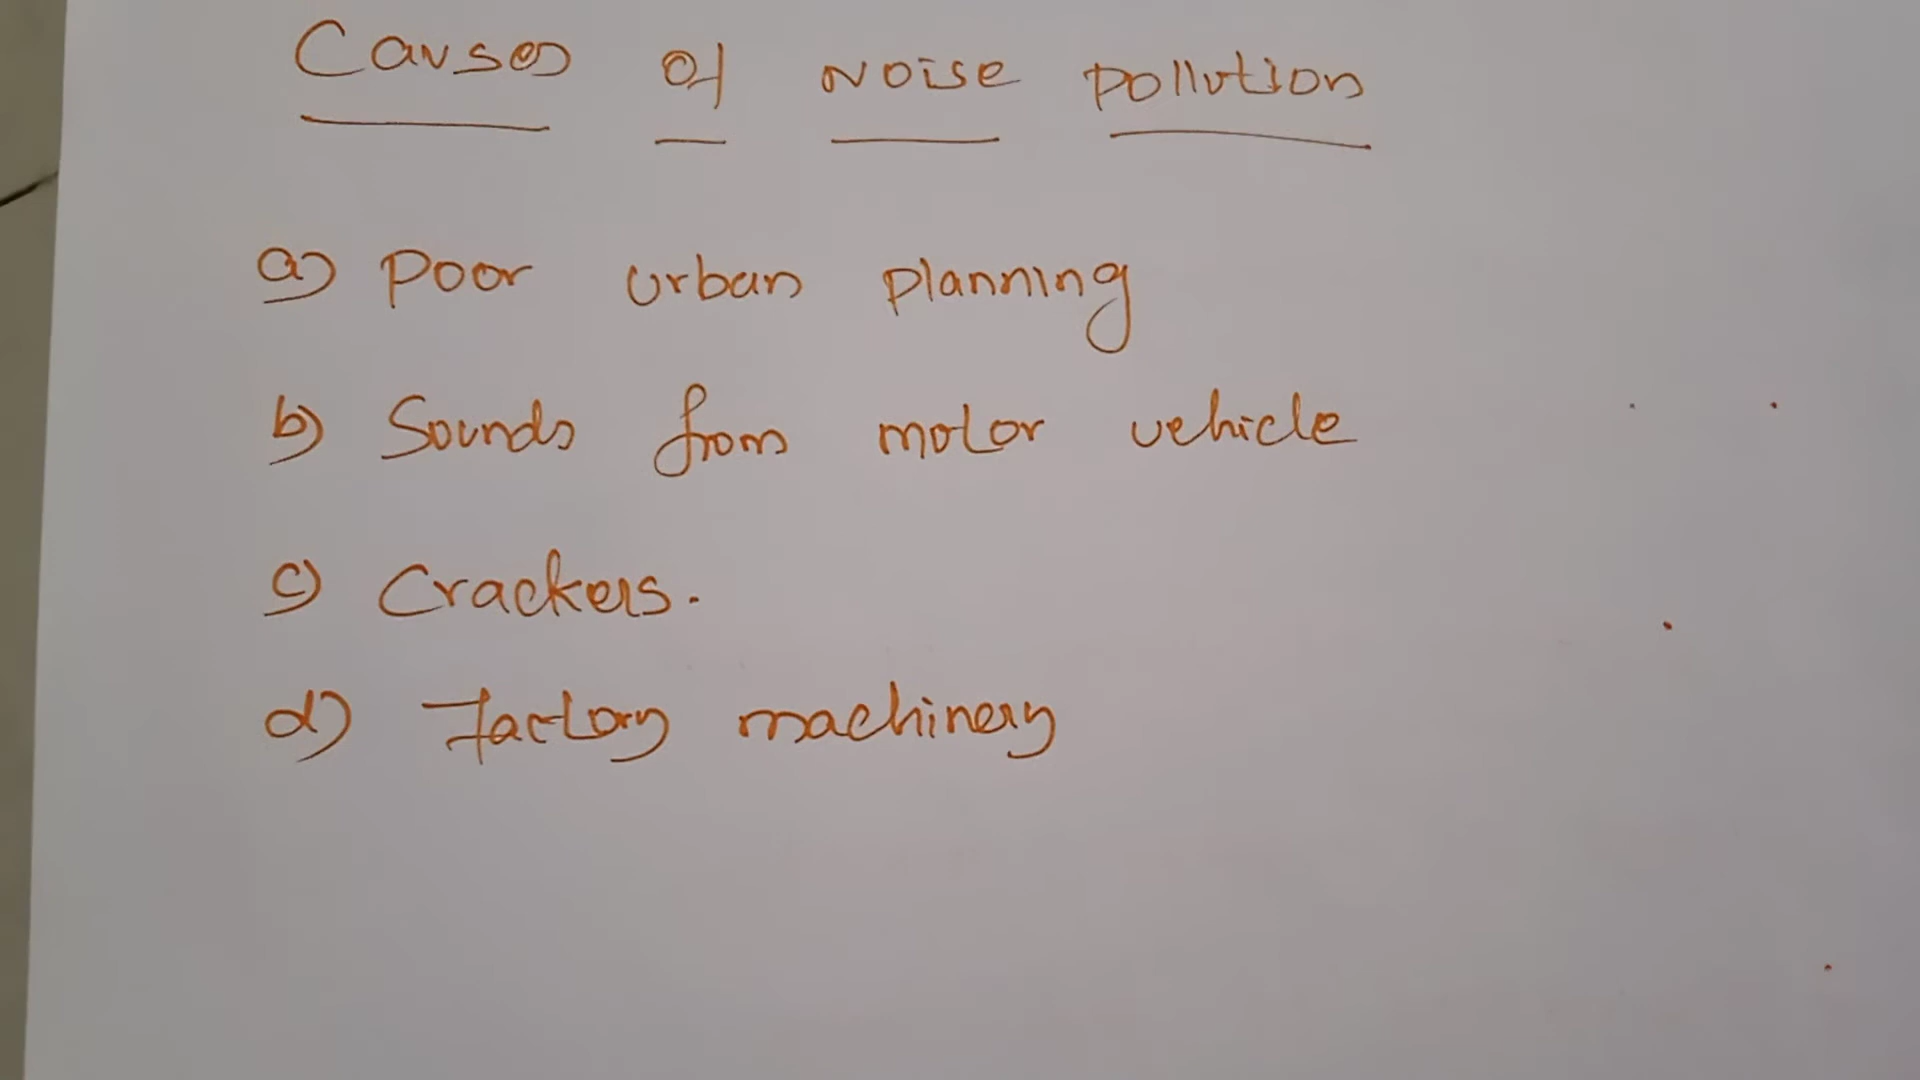 Causes of Noise pollution
a) Poor urban planning
b) Sounds from motor vehicle
c) Crackers.
d) Factory machinery